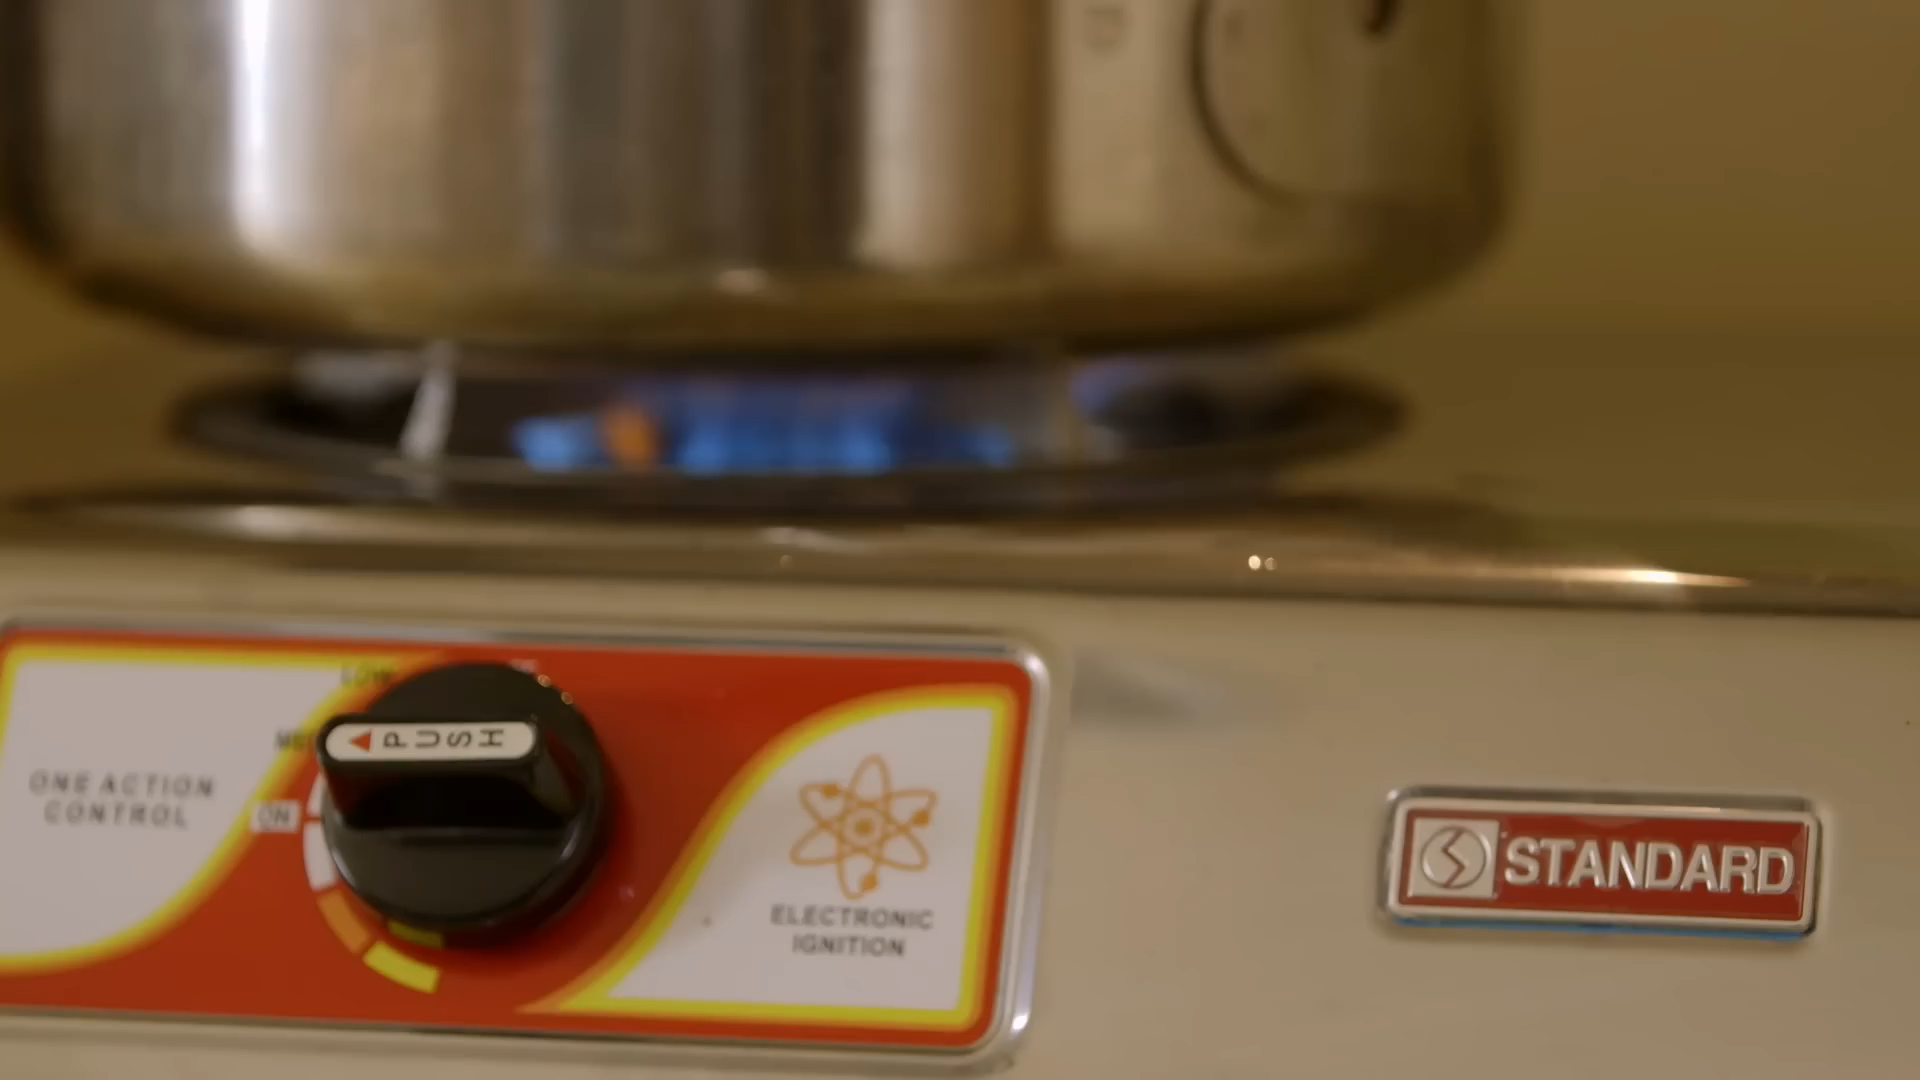 LOW
PUSH
ONE ACTION
CONTROL
ON
ELECTRONIC
IGNITION
STANDARD